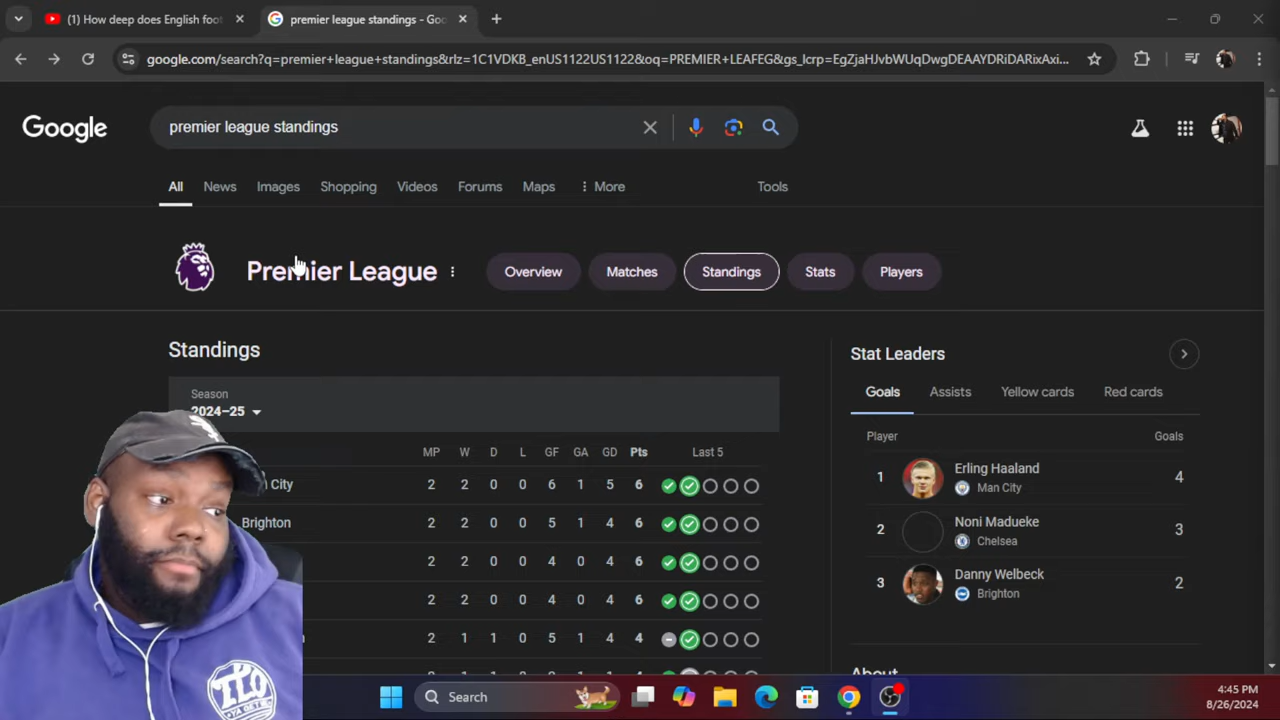 (1) How deep does English foot
premier league standings - Goo
google.com/search?q=premier+league+standings&rlz=1C1VDKB_enUS1122US1122&oq=PREMIER+LEAFEG&gs_lcrp=EgZjaHJvbWUqDwgDEAAYDRiDARixAxi...
Google
premier league standings
All
News
Images
Shopping
Videos
Forums
Maps
More
Tools
Premier League
Overview
Matches
Standings
Stats
Players
Standings
Season
2024–25
MP W D L GF GA GD Pts Last 5
City 2 2 0 0 6 1 5 6
Brighton 2 2 0 0 5 1 4 6
2 2 0 0 4 0 4 6
2 2 0 0 4 0 4 6
2 1 1 0 5 1 4 4
Stat Leaders
Goals
Assists
Yellow cards
Red cards
Player Goals
1 Erling Haaland 4
Man City
2 Noni Madueke 3
Chelsea
3 Danny Welbeck 2
Brighton
About
TLO
Search
4:45 PM
8/26/2024